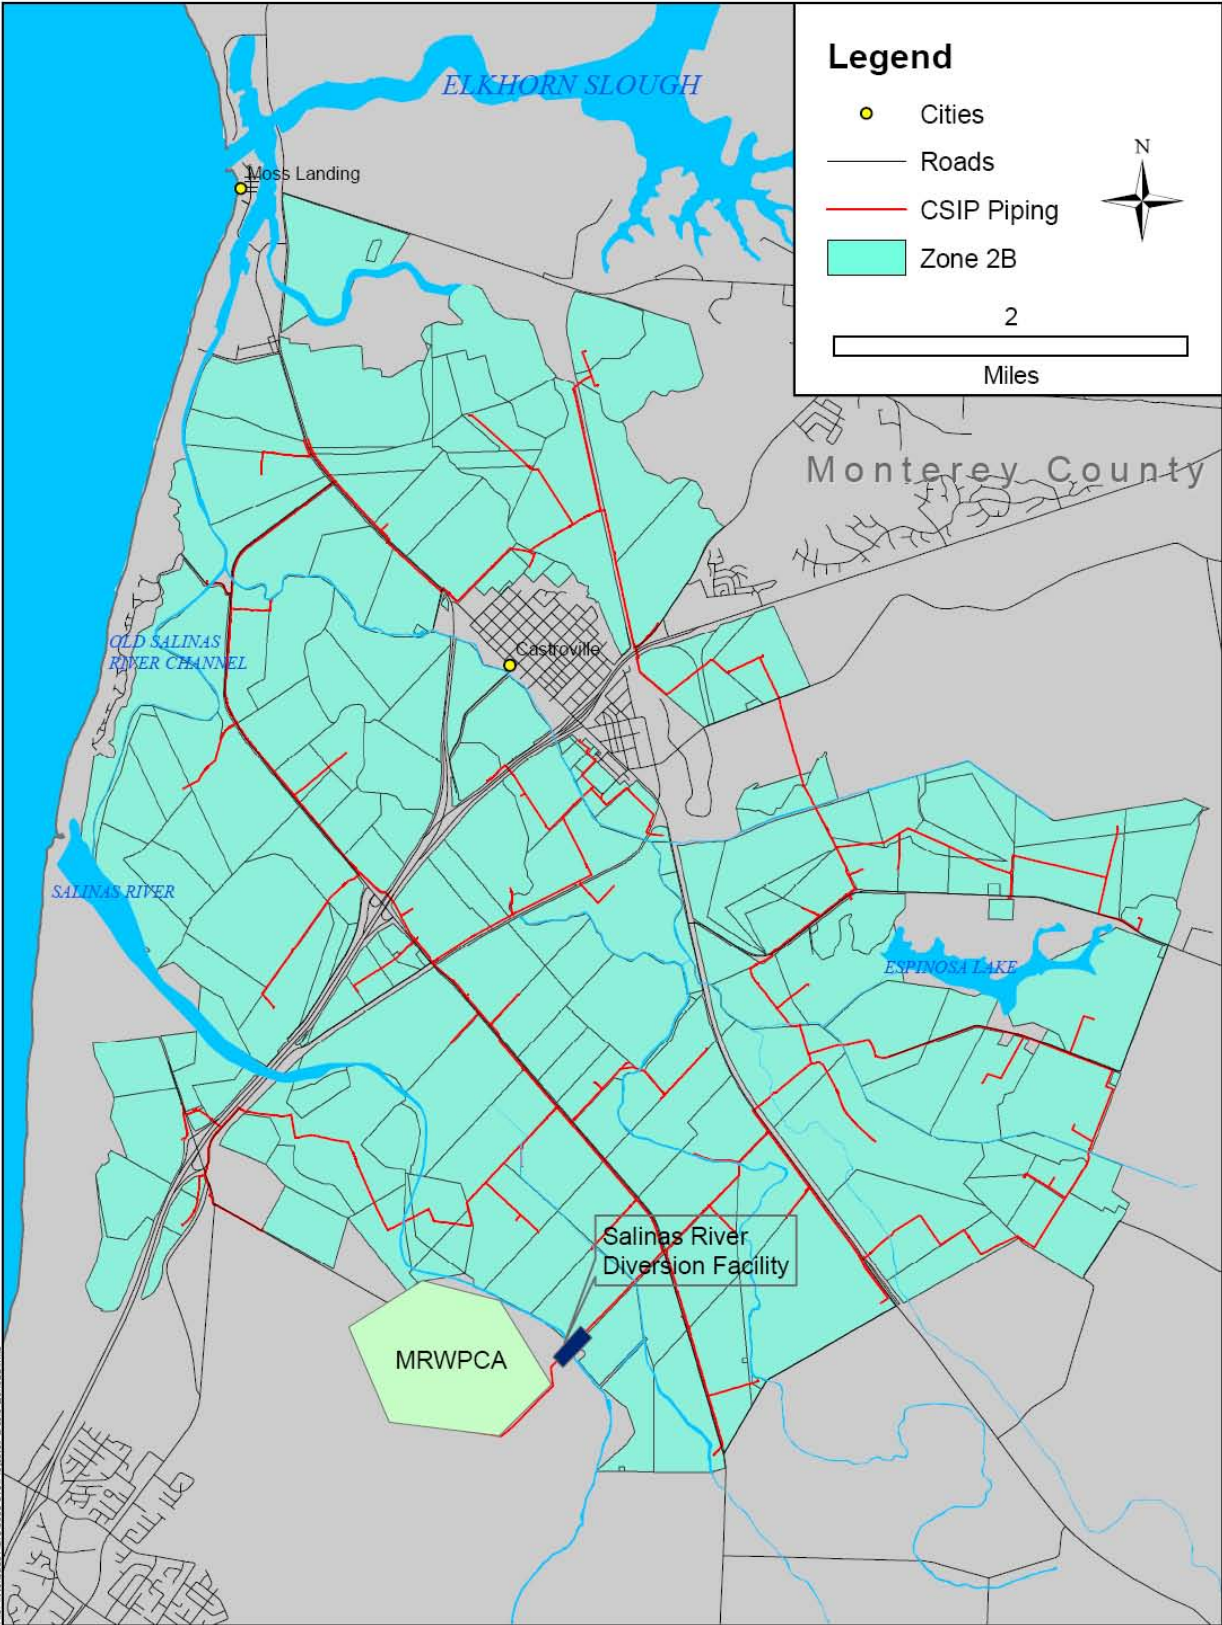 ELKHORN SLOUGH
Moss Landing
Legend
Cities
Roads
CSIP Piping
Zone 2B
N
2
Miles
Monterey County
OLD SALINAS
RIVER CHANNEL
Castroville
SALINAS RIVER
ESPINOSA LAKE
Salinas River
Diversion Facility
MRWPCA